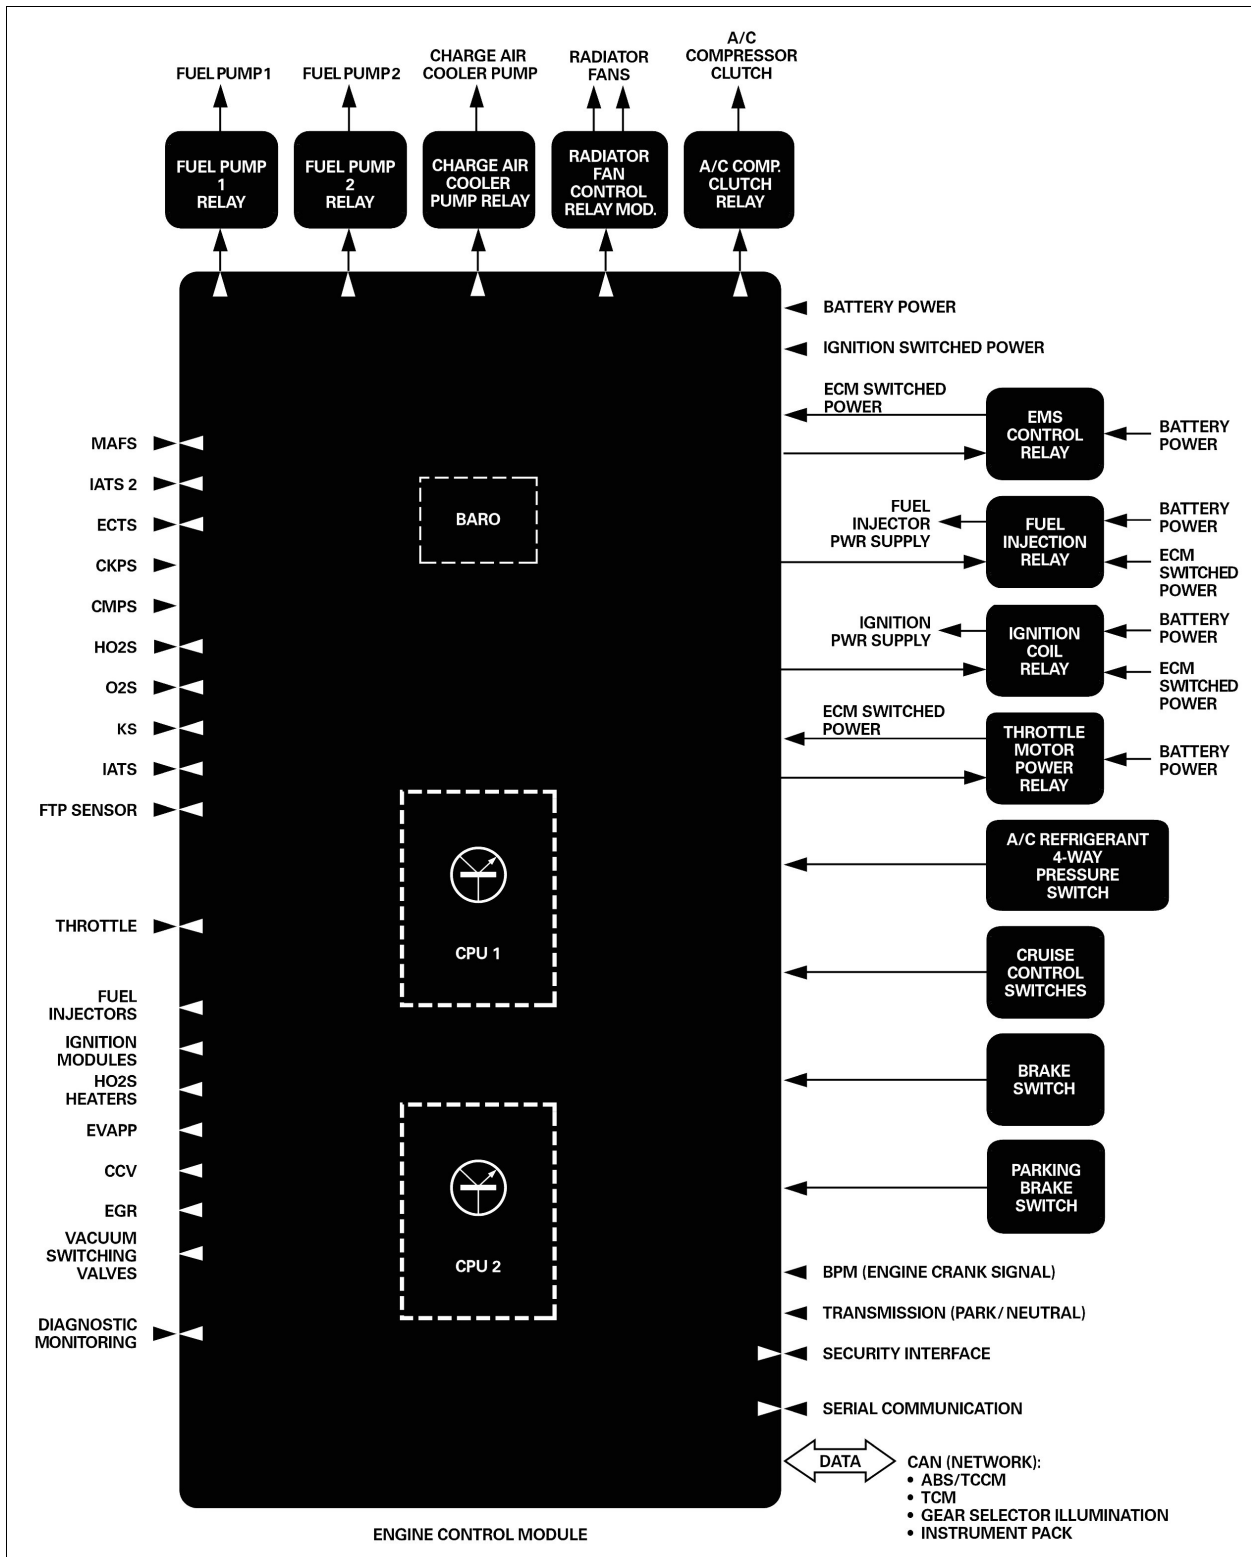 FUEL PUMP 1
FUEL PUMP 2
CHARGE AIR
COOLER PUMP
RADIATOR
FANS
A/C
COMPRESSOR
CLUTCH
FUEL PUMP
1
RELAY
FUEL PUMP
2
RELAY
CHARGE AIR
COOLER
PUMP RELAY
RADIATOR
FAN
CONTROL
RELAY MOD.
A/C COMP.
CLUTCH
RELAY
MAFS
IATS 2
ECTS
CKPS
CMPS
HO2S
O2S
KS
IATS
FTP SENSOR
THROTTLE
FUEL
INJECTORS
IGNITION
MODULES
HO2S
HEATERS
EVAPP
CCV
EGR
VACUUM
SWITCHING
VALVES
DIAGNOSTIC
MONITORING
BARO
CPU 1
CPU 2
BATTERY POWER
IGNITION SWITCHED POWER
ECM SWITCHED
POWER
EMS
CONTROL
RELAY
BATTERY
POWER
FUEL
INJECTOR
PWR SUPPLY
FUEL
INJECTION
RELAY
BATTERY
POWER
ECM
SWITCHED
POWER
IGNITION
PWR SUPPLY
IGNITION
COIL
RELAY
BATTERY
POWER
ECM
SWITCHED
POWER
ECM SWITCHED
POWER
THROTTLE
MOTOR
POWER
RELAY
BATTERY
POWER
A/C REFRIGERANT
4-WAY
PRESSURE
SWITCH
CRUISE
CONTROL
SWITCHES
BRAKE
SWITCH
PARKING
BRAKE
SWITCH
BPM (ENGINE CRANK SIGNAL)
TRANSMISSION (PARK/NEUTRAL)
SECURITY INTERFACE
SERIAL COMMUNICATION
DATA
CAN (NETWORK):
• ABS/TCCM
• TCM
• GEAR SELECTOR ILLUMINATION
• INSTRUMENT PACK
ENGINE CONTROL MODULE